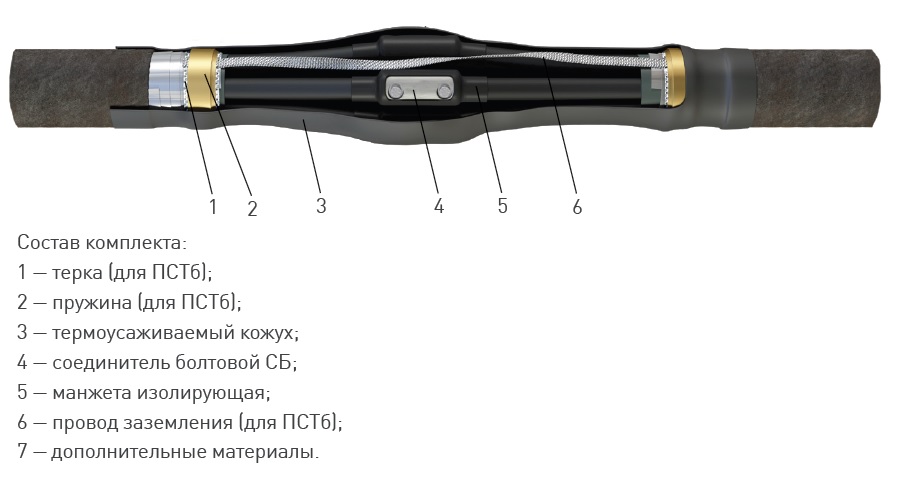 1 2 3 4 5 6
Состав комплекта:
1 — терка (для ПСТб);
2 — пружина (для ПСТб);
3 — термоусаживаемый кожух;
4 — соединитель болтовой СБ;
5 — манжета изолирующая;
6 — провод заземления (для ПСТб);
7 — дополнительные материалы.